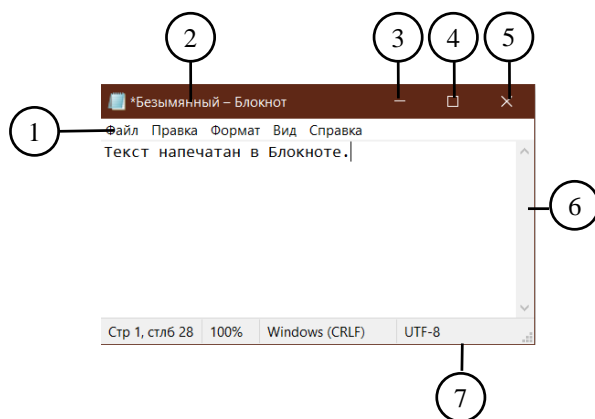 2 3 4 5
*Безымянный – Блокнот
1
Файл Правка Формат Вид Справка
Текст напечатан в Блокноте.
6
Стр 1, стлб 28 100% Windows (CRLF) UTF-8
7